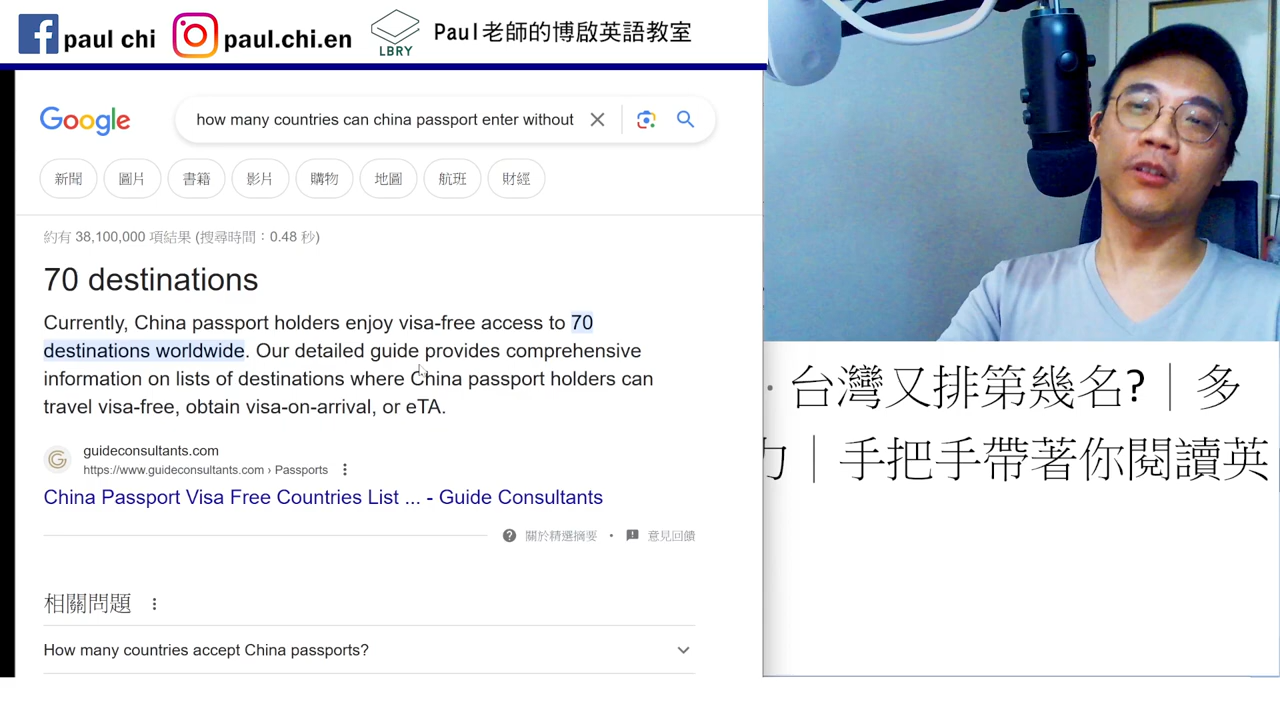 paul chi
paul.chi.en
LBRY
Paul老師的博啟英語教室
Google
how many countries can china passport enter without
新聞
圖片
書籍
影片
購物
地圖
航班
財經
約有 38,100,000 項結果 (搜尋時間：0.48 秒)
70 destinations
Currently, China passport holders enjoy visa-free access to 70
destinations worldwide. Our detailed guide provides comprehensive
information on lists of destinations where China passport holders can
travel visa-free, obtain visa-on-arrival, or eTA.
guideconsultants.com
https://www.guideconsultants.com › Passports
China Passport Visa Free Countries List ... - Guide Consultants
關於精選摘要 • 意見回饋
相關問題
How many countries accept China passports?
台灣又排第幾名?｜多
力｜手把手帶著你閱讀英